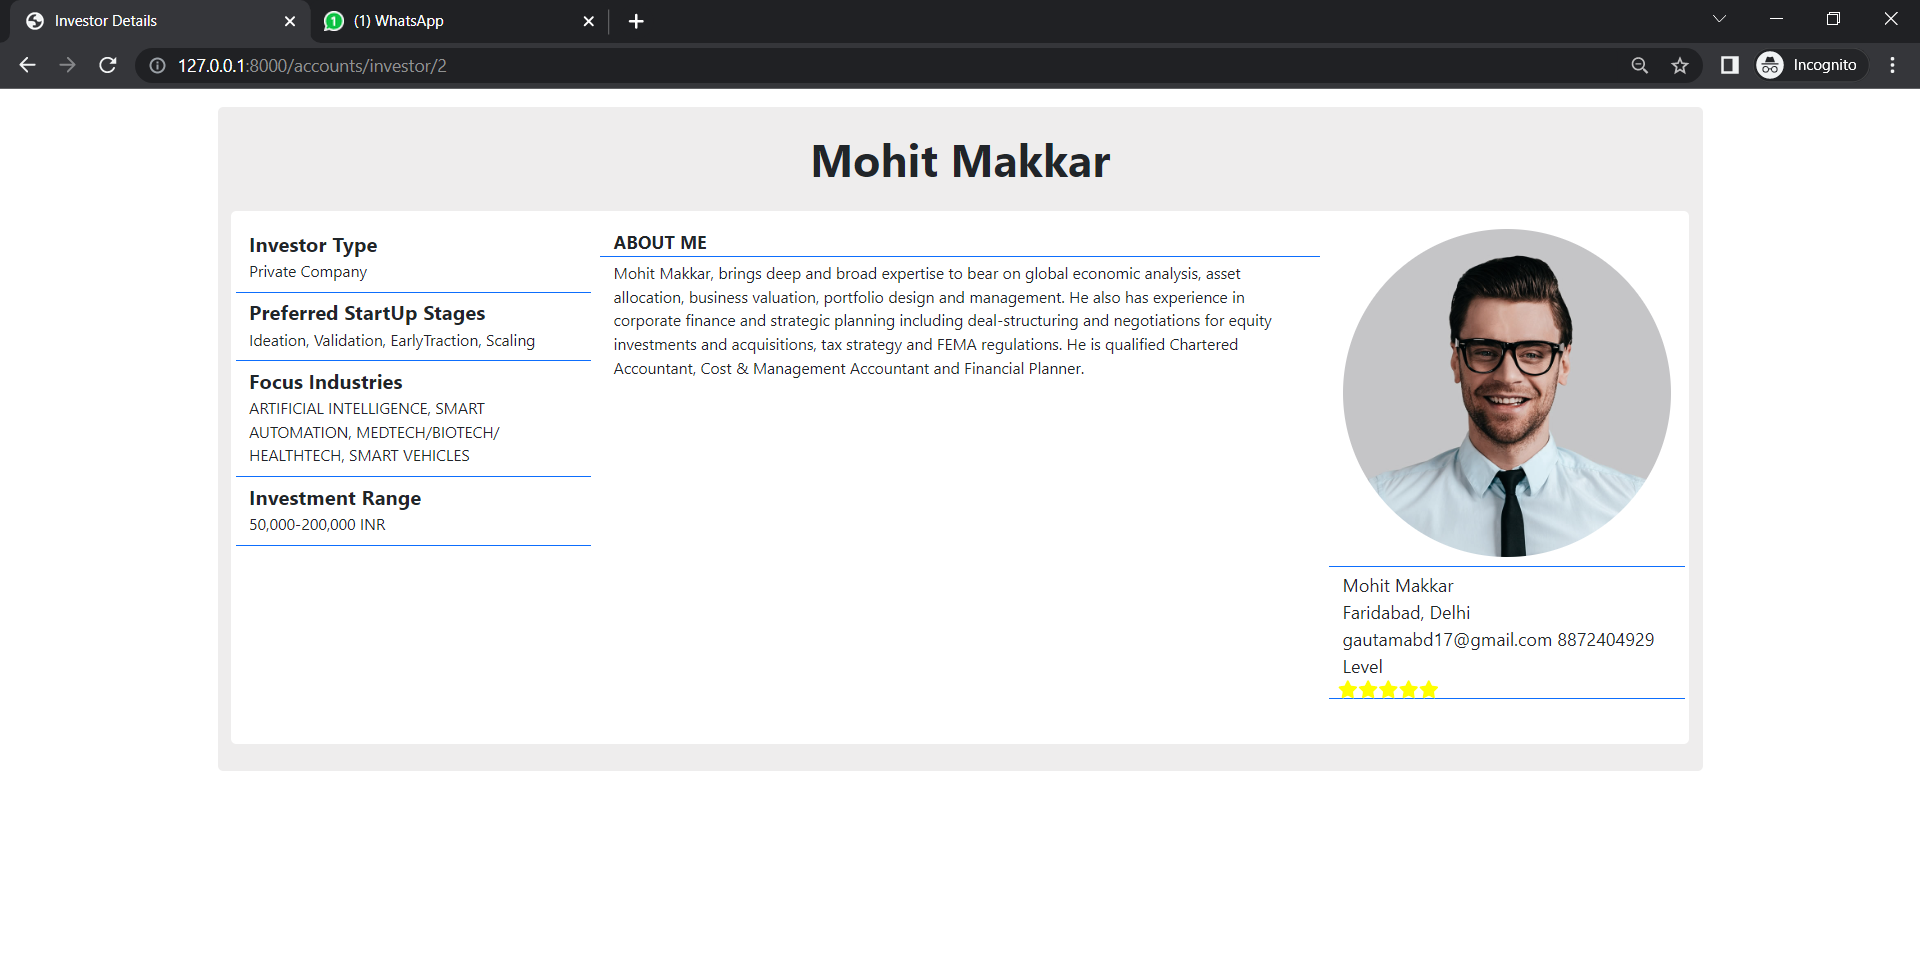 Investor Details
(1) WhatsApp
127.0.0.1:8000/accounts/investor/2
Incognito
Mohit Makkar
Investor Type
Private Company
Preferred StartUp Stages
Ideation, Validation, EarlyTraction, Scaling
Focus Industries
ARTIFICIAL INTELLIGENCE, SMART
AUTOMATION, MEDTECH/BIOTECH/
HEALTHTECH, SMART VEHICLES
Investment Range
50,000-200,000 INR
ABOUT ME
Mohit Makkar, brings deep and broad expertise to bear on global economic analysis, asset
allocation, business valuation, portfolio design and management. He also has experience in
corporate finance and strategic planning including deal-structuring and negotiations for equity
investments and acquisitions, tax strategy and FEMA regulations. He is qualified Chartered
Accountant, Cost & Management Accountant and Financial Planner.
Mohit Makkar
Faridabad, Delhi
gautamabd17@gmail.com 8872404929
Level